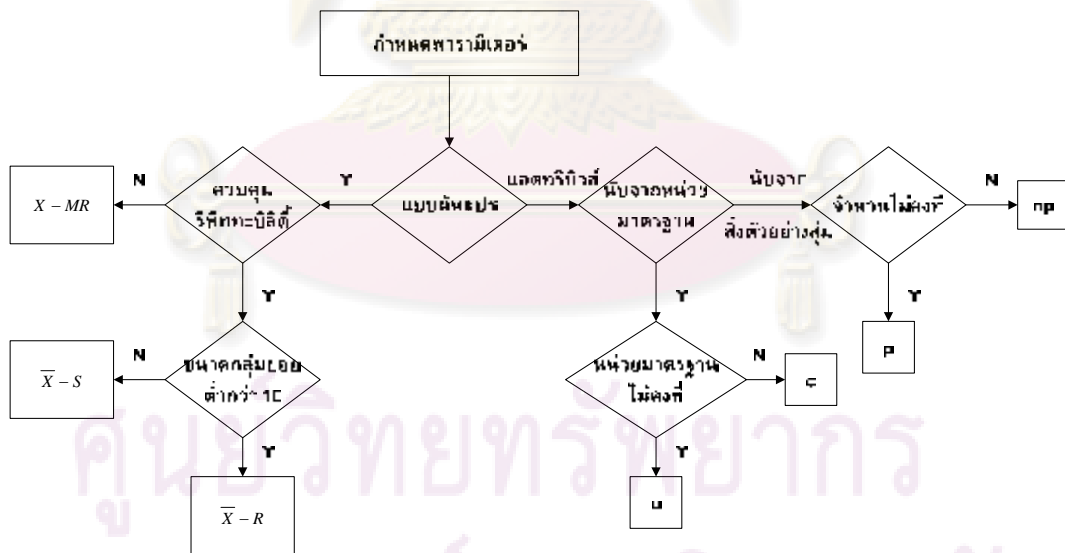 กำหนดพารามิเตอร์
N
ควบคุม
รีพีททะบิลิตี้
Y
แบบผันแปร
แอตทริบิวส์
นับจากหน่วย
มาตรฐาน
นับจาก
สิ่งตัวอย่างสุ่ม
จำนวนไม่คงที่
N
np
X – MR
Y
Y
Y
p
X̅ – S
N
ขนาดกลุ่มย่อย
ต่ำกว่า 10
หน่วยมาตรฐาน
ไม่คงที่
N
c
Y
Y
X̅ – R
u
ศูนย์วิทยทรัพยากร